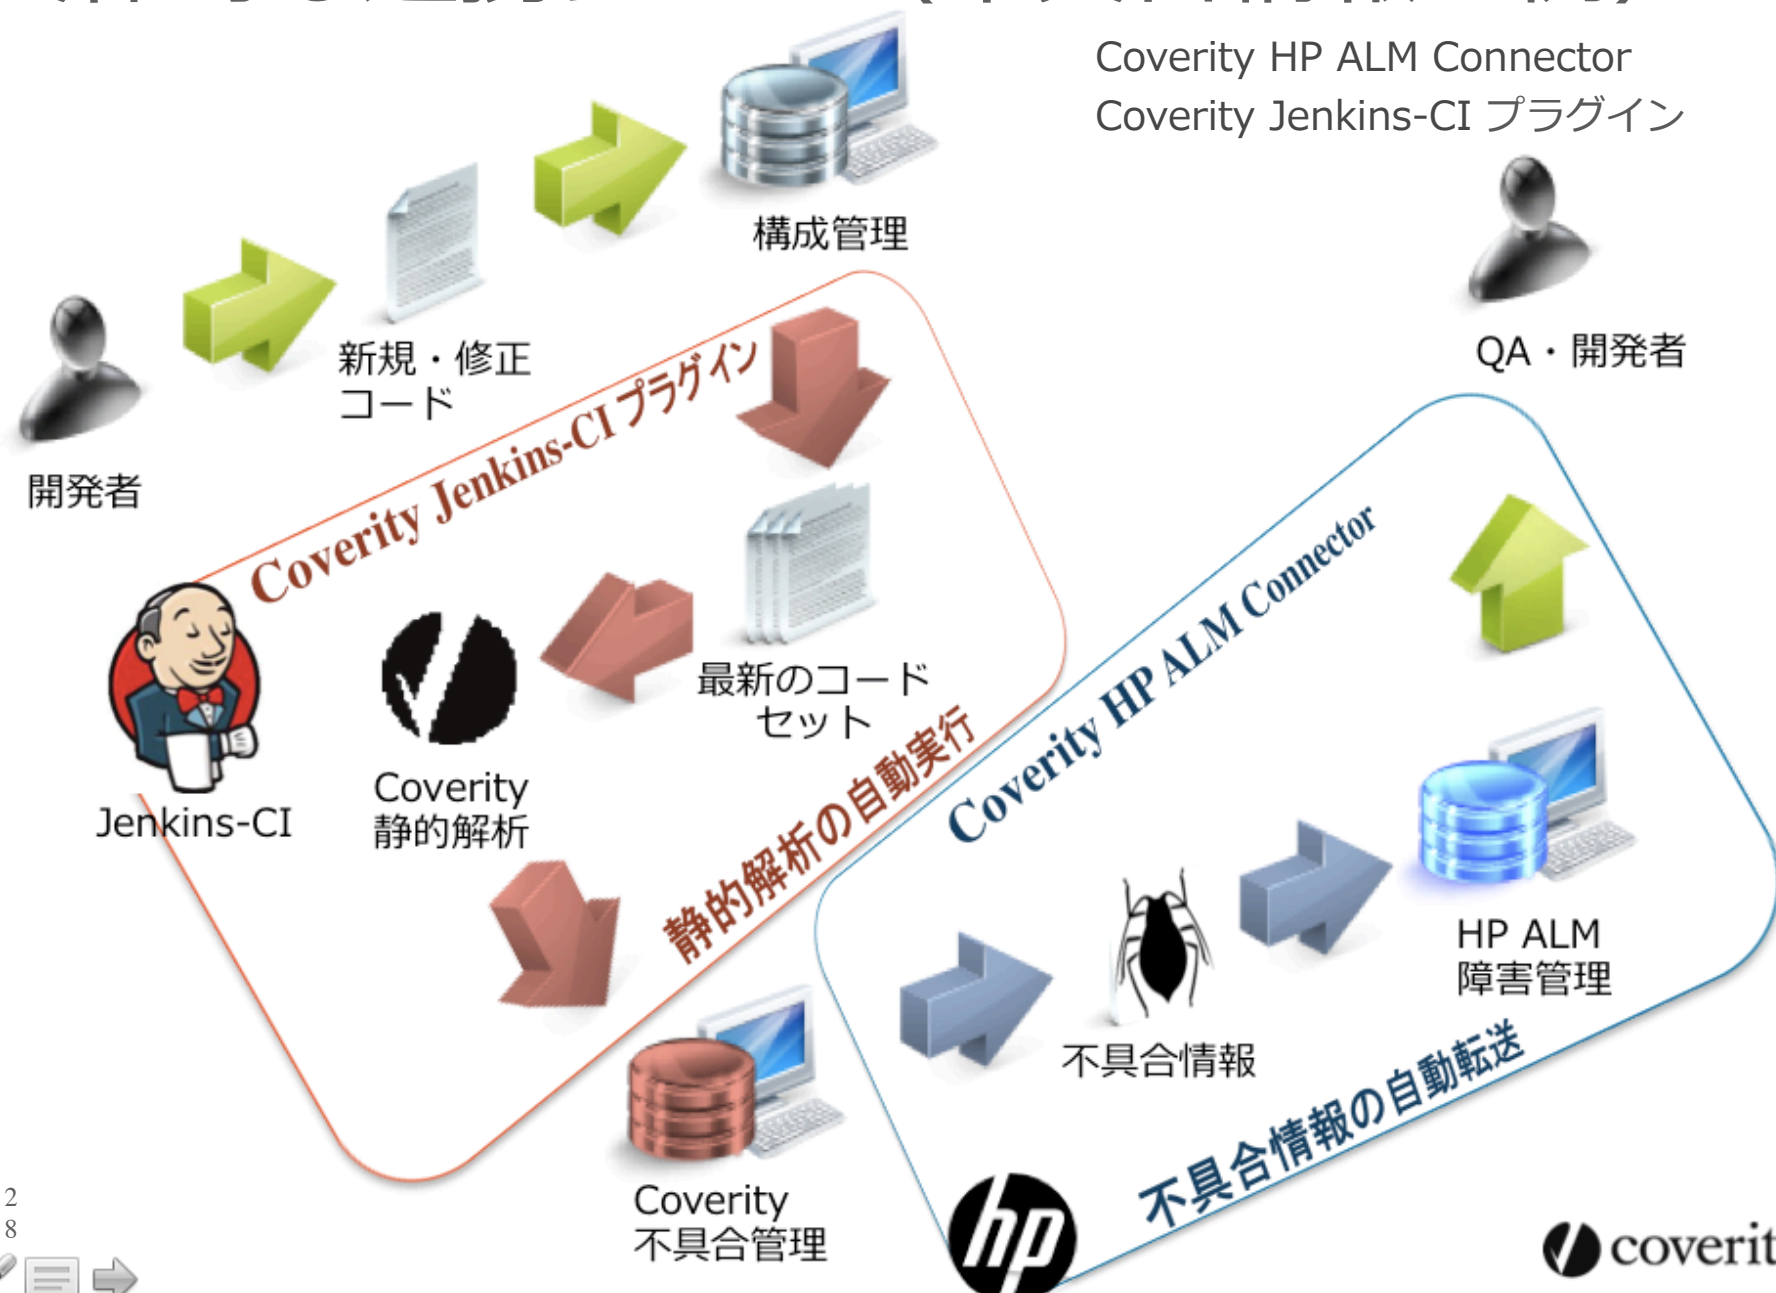 Coverity HP ALM Connector
Coverity Jenkins-CI プラグイン
構成管理
新規・修正
コード
開発者
QA・開発者
Coverity Jenkins-CI プラグイン
最新のコード
セット
Jenkins-CI
Coverity
静的解析
静的解析の自動実行
Coverity HP ALM Connector
HP ALM
障害管理
不具合情報
不具合情報の自動転送
Coverity
不具合管理
hp
2
8